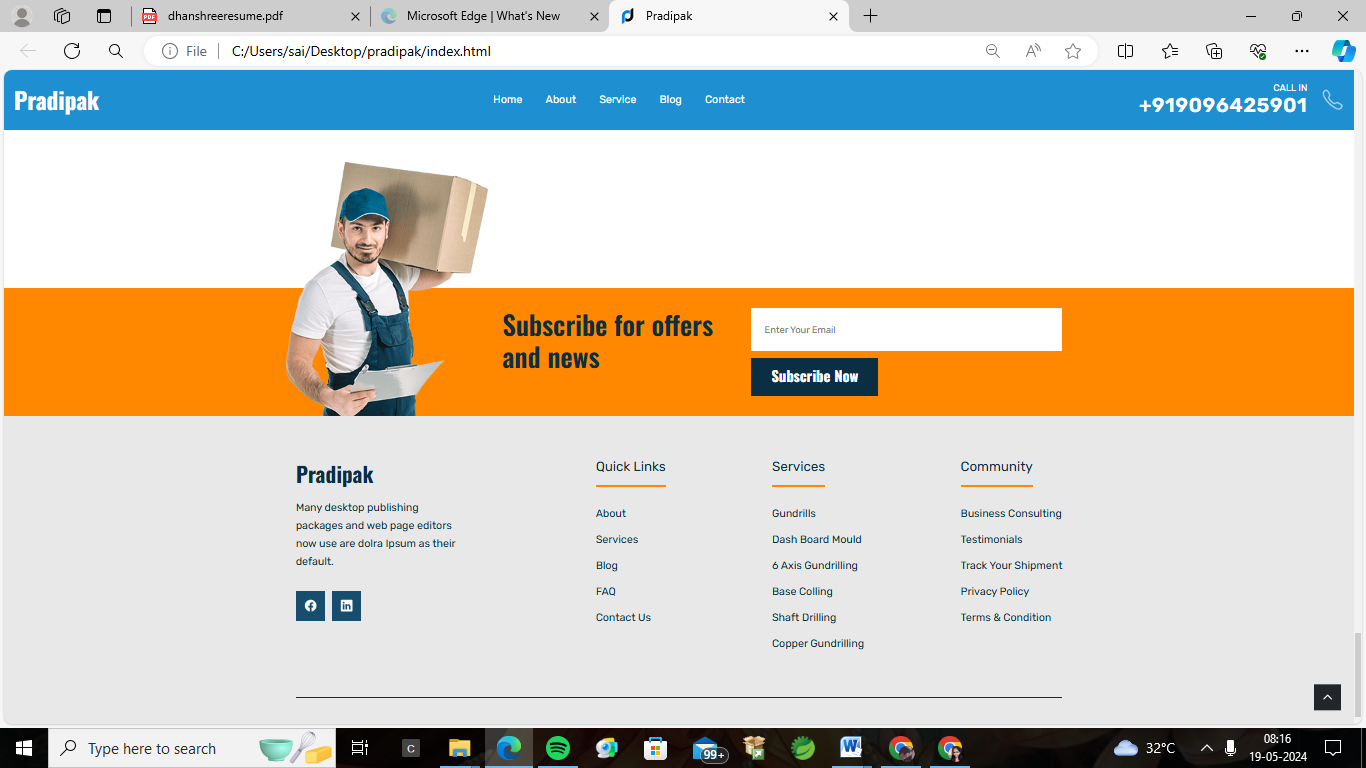 dhanshreeresume.pdf
Microsoft Edge | What's New
Pradipak
File
C:/Users/sai/Desktop/pradipak/index.html
Pradipak
Home
About
Service
Blog
Contact
CALL IN
+919096425901
Subscribe for offers
and news
Enter Your Email
Subscribe Now
Pradipak
Many desktop publishing
packages and web page editors
now use are dolra Ipsum as their
default.
Quick Links
About
Services
Blog
FAQ
Contact Us
Services
Gundrills
Dash Board Mould
6 Axis Gundrilling
Base Colling
Shaft Drilling
Copper Gundrilling
Community
Business Consulting
Testimonials
Track Your Shipment
Privacy Policy
Terms & Condition
Type here to search
C
99+
32°C
08:16
19-05-2024